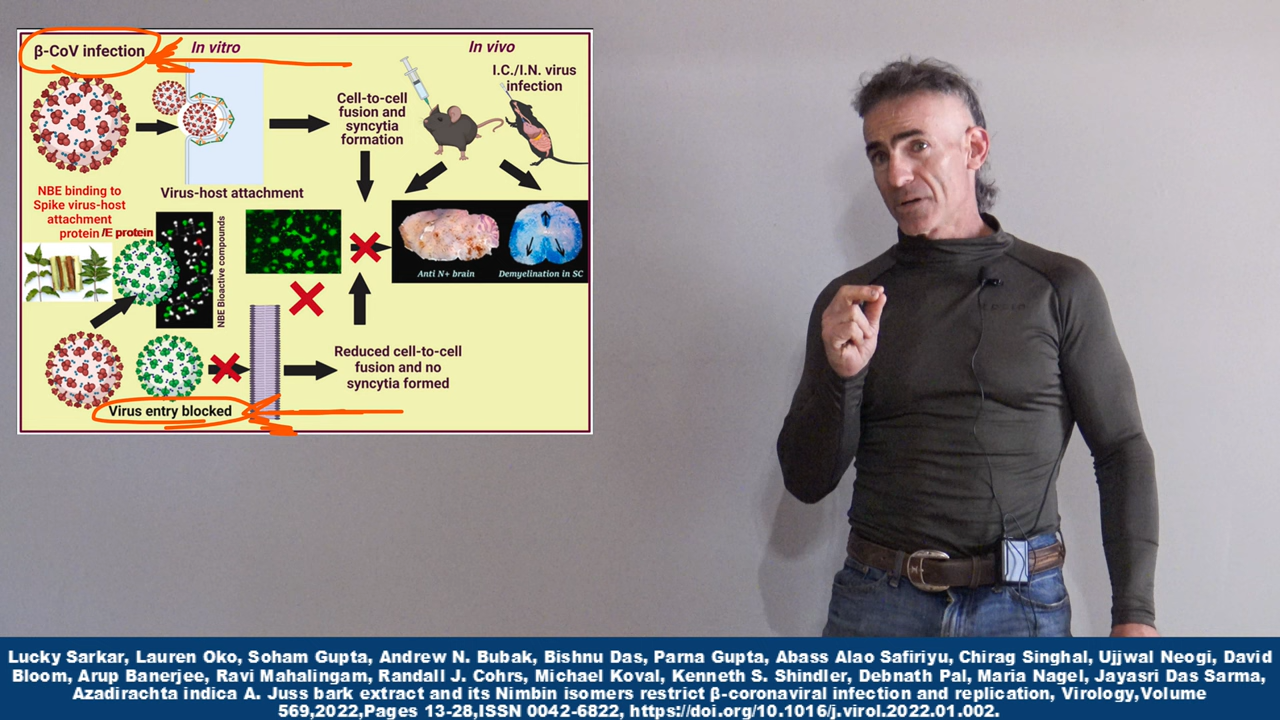 β-CoV infection
In vitro
In vivo
I.C./I.N. virus
infection
Cell-to-cell
fusion and
syncytia
formation
Virus-host attachment
NBE binding to
Spike virus-host
attachment
protein /E protein
NBE Bioactive compounds
Anti N+ brain
Demyelination in SC
Reduced cell-to-cell
fusion and no
syncytia formed
Virus entry blocked
Lucky Sarkar, Lauren Oko, Soham Gupta, Andrew N. Bubak, Bishnu Das, Parna Gupta, Abass Alao Safiriyu, Chirag Singhal, Ujjwal Neogi, David
Bloom, Arup Banerjee, Ravi Mahalingam, Randall J. Cohrs, Michael Koval, Kenneth S. Shindler, Debnath Pal, Maria Nagel, Jayasri Das Sarma,
Azadirachta indica A. Juss bark extract and its Nimbin isomers restrict β-coronaviral infection and replication, Virology,Volume
569,2022,Pages 13-28,ISSN 0042-6822, https://doi.org/10.1016/j.virol.2022.01.002.